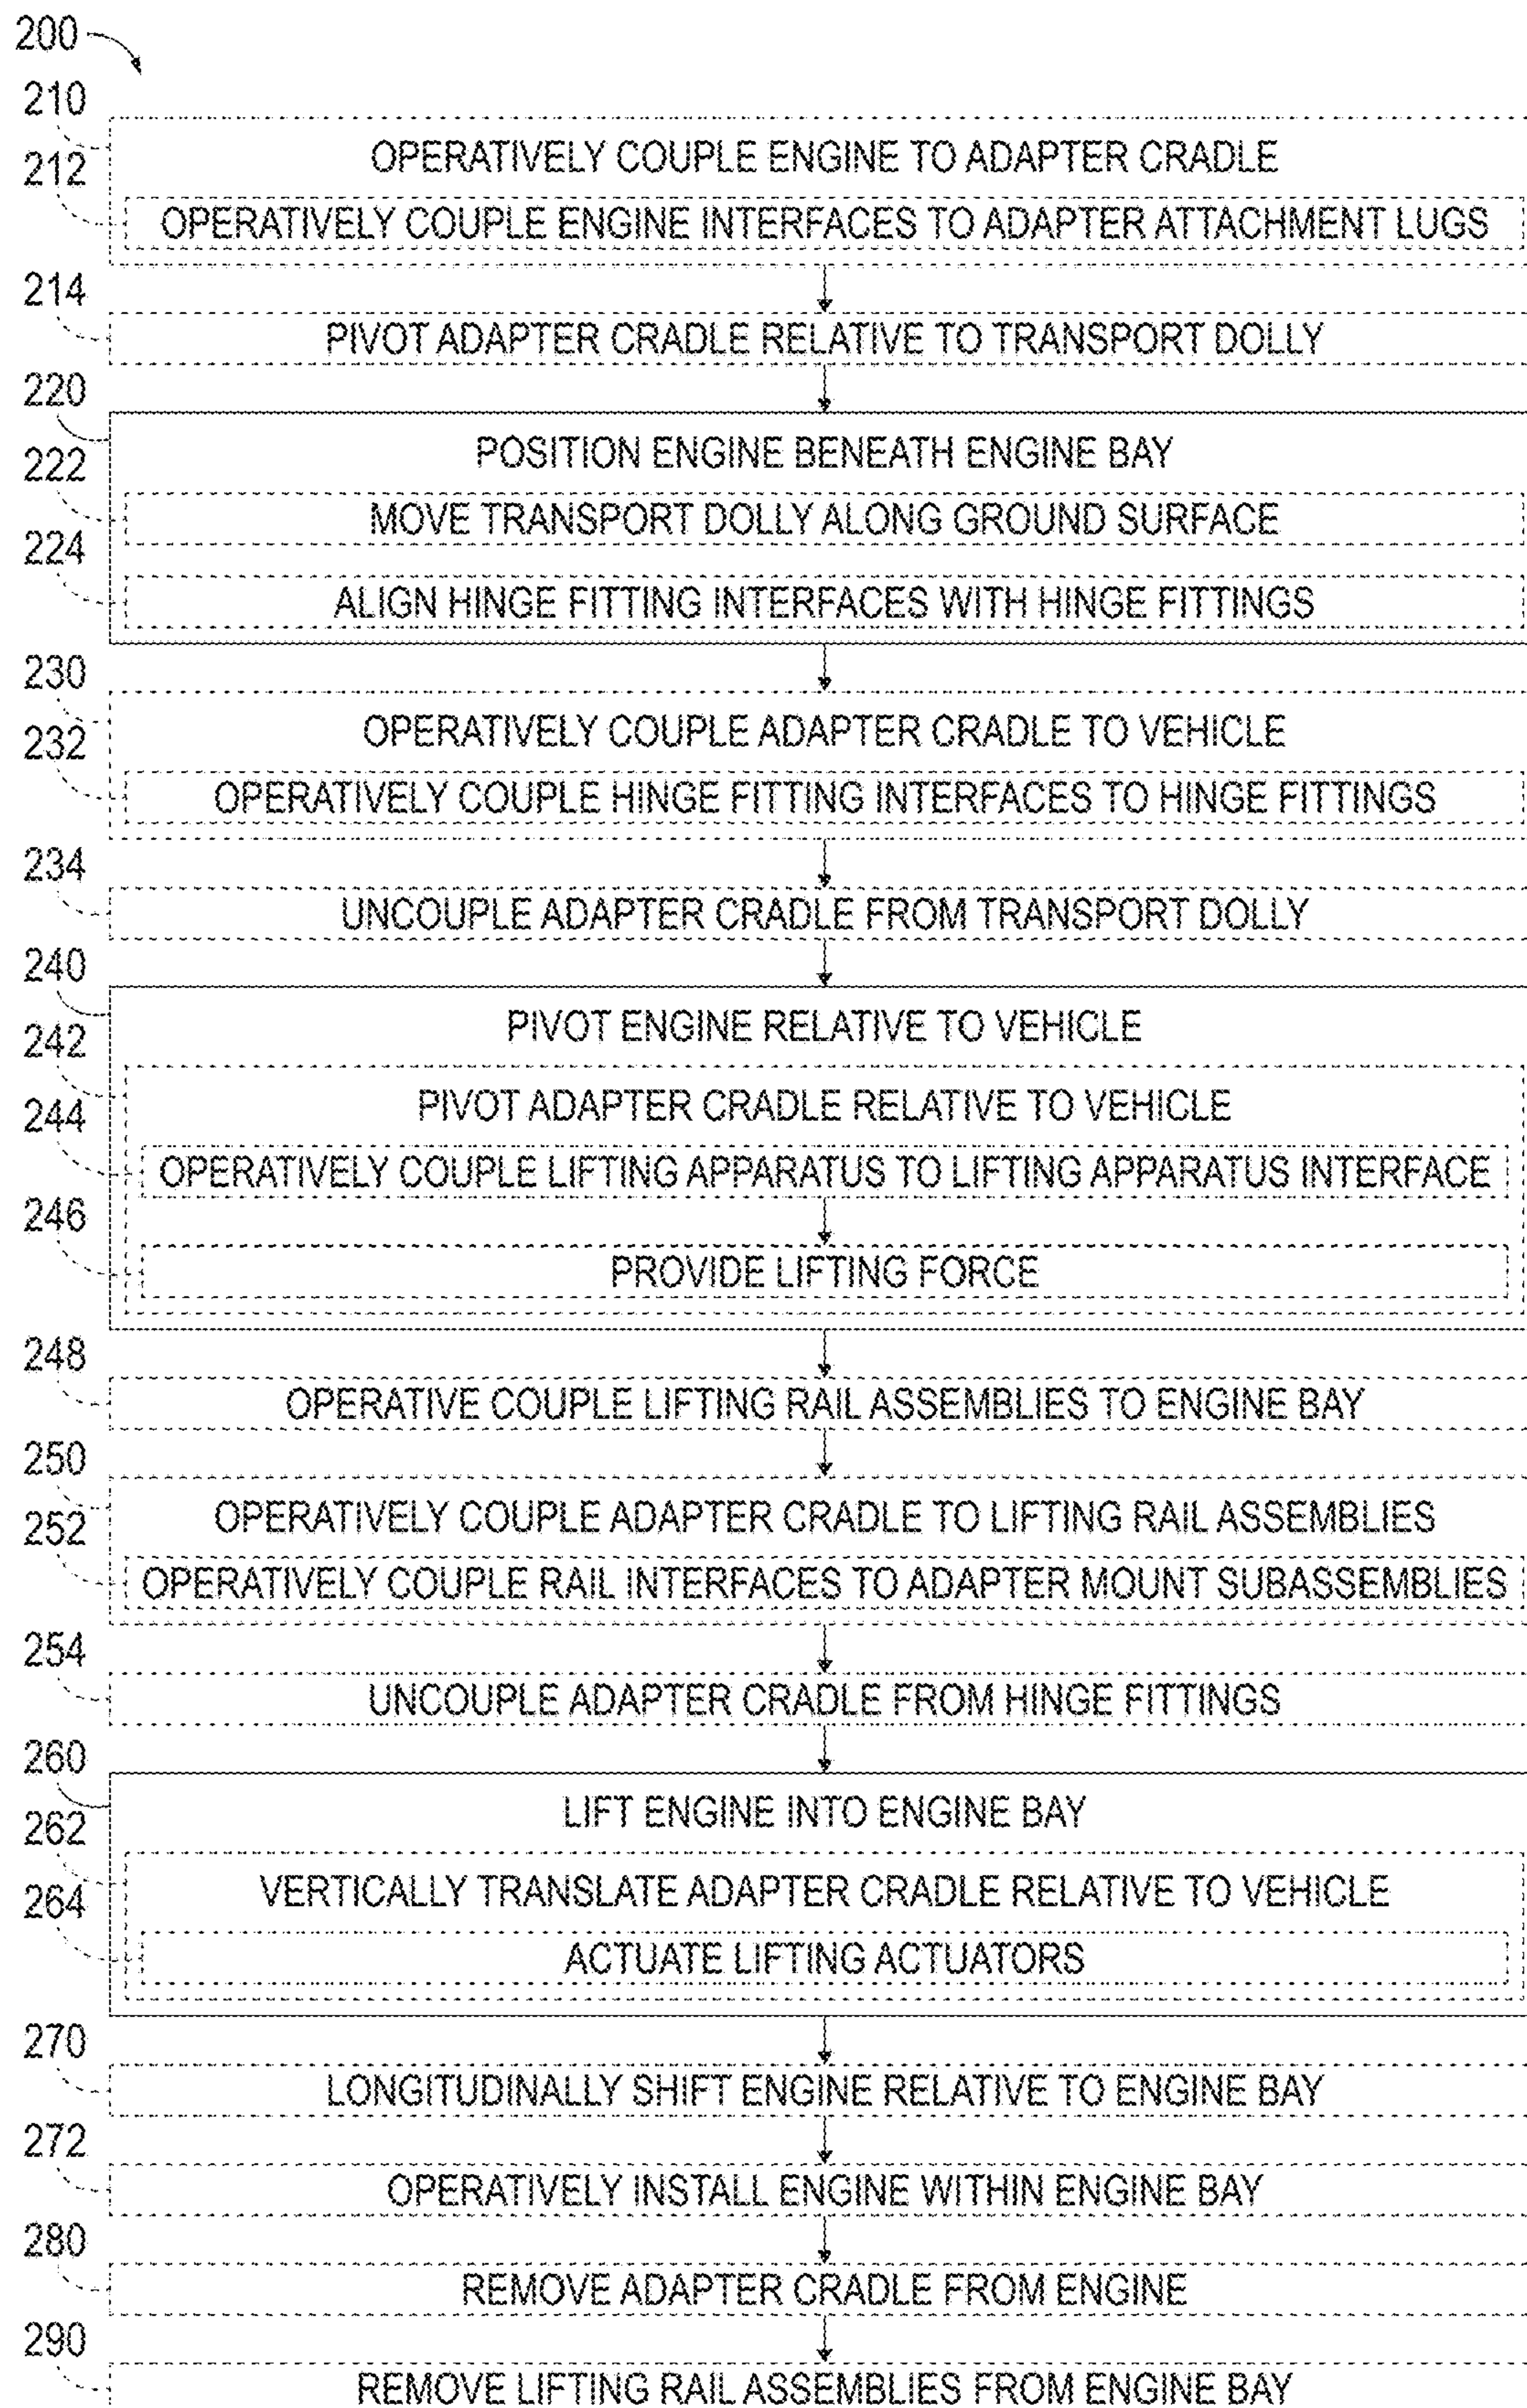 200
210
OPERATIVELY COUPLE ENGINE TO ADAPTER CRADLE
212
OPERATIVELY COUPLE ENGINE INTERFACES TO ADAPTER ATTACHMENT LUGS
214
PIVOT ADAPTER CRADLE RELATIVE TO TRANSPORT DOLLY
220
POSITION ENGINE BENEATH ENGINE BAY
222
MOVE TRANSPORT DOLLY ALONG GROUND SURFACE
224
ALIGN HINGE FITTING INTERFACES WITH HINGE FITTINGS
230
OPERATIVELY COUPLE ADAPTER CRADLE TO VEHICLE
232
OPERATIVELY COUPLE HINGE FITTING INTERFACES TO HINGE FITTINGS
234
UNCOUPLE ADAPTER CRADLE FROM TRANSPORT DOLLY
240
PIVOT ENGINE RELATIVE TO VEHICLE
242
PIVOT ADAPTER CRADLE RELATIVE TO VEHICLE
244
OPERATIVELY COUPLE LIFTING APPARATUS TO LIFTING APPARATUS INTERFACE
246
PROVIDE LIFTING FORCE
248
OPERATIVE COUPLE LIFTING RAIL ASSEMBLIES TO ENGINE BAY
250
OPERATIVELY COUPLE ADAPTER CRADLE TO LIFTING RAIL ASSEMBLIES
252
OPERATIVELY COUPLE RAIL INTERFACES TO ADAPTER MOUNT SUBASSEMBLIES
254
UNCOUPLE ADAPTER CRADLE FROM HINGE FITTINGS
260
LIFT ENGINE INTO ENGINE BAY
262
VERTICALLY TRANSLATE ADAPTER CRADLE RELATIVE TO VEHICLE
264
ACTUATE LIFTING ACTUATORS
270
LONGITUDINALLY SHIFT ENGINE RELATIVE TO ENGINE BAY
272
OPERATIVELY INSTALL ENGINE WITHIN ENGINE BAY
280
REMOVE ADAPTER CRADLE FROM ENGINE
290
REMOVE LIFTING RAIL ASSEMBLIES FROM ENGINE BAY